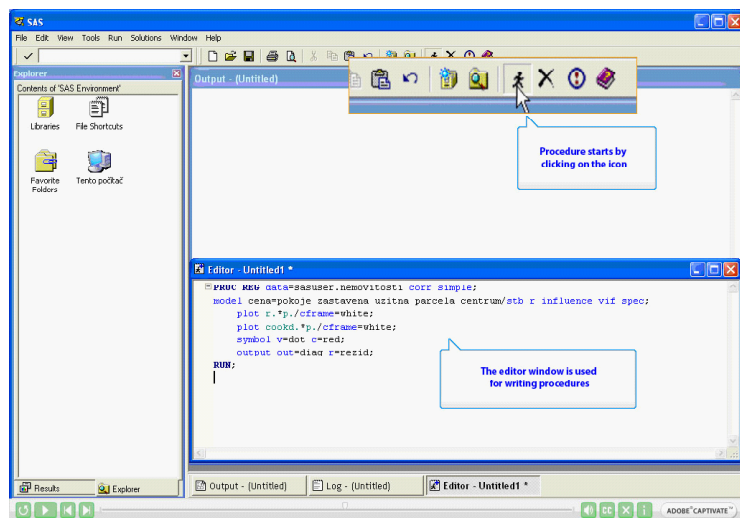 SAS
File Edit View Tools Run Solutions Window Help
Explorer
Contents of 'SAS Environment'
Libraries
File Shortcuts
Favorite
Folders
Tento počítač
Output - (Untitled)
Procedure starts by
clicking on the icon
Editor - Untitled1 *
PROC REG data=sasuser.nemovitosti corr simple;
model cena=pokoje zastavena uzitna parcela centrum/stb r influence vif spec;
plot r.*p./cframe=white;
plot cookd.*p./cframe=white;
symbol v=dot c=red;
output out=diag r=rezid;
RUN;
The editor window is used
for writing procedures
Results
Explorer
Output - (Untitled)
Log - (Untitled)
Editor - Untitled1 *
CC
ADOBE® CAPTIVATE™